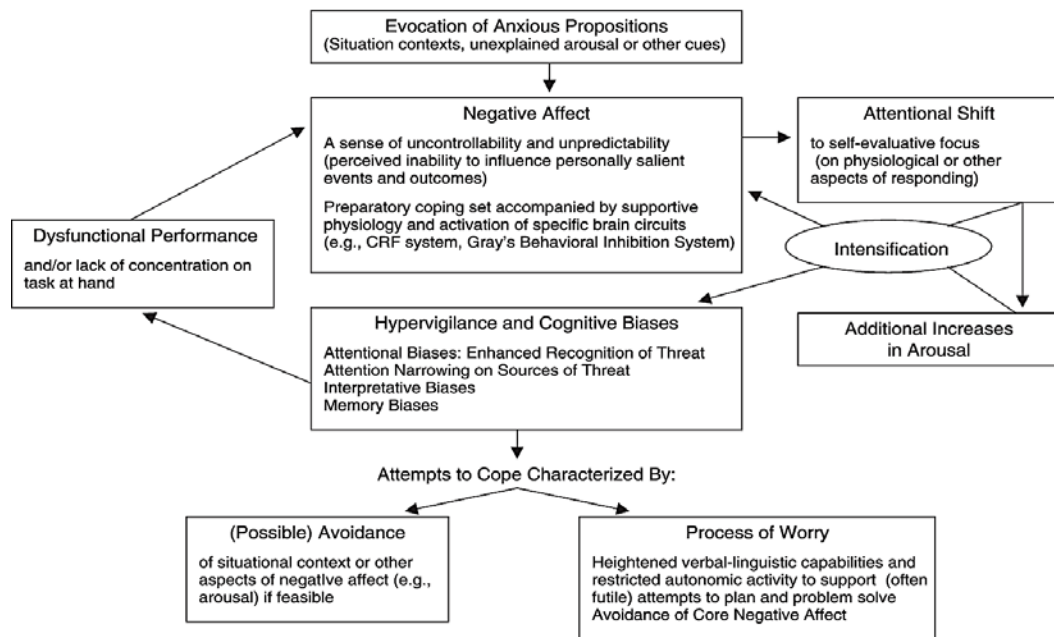 Evocation of Anxious Propositions
(Situation contexts, unexplained arousal or other cues)
Negative Affect
A sense of uncontrollability and unpredictability
(perceived inability to influence personally salient
events and outcomes)
Preparatory coping set accompanied by supportive
physiology and activation of specific brain circuits
(e.g., CRF system, Gray's Behavioral Inhibition System)
Attentional Shift
to self-evaluative focus
(on physiological or other
aspects of responding)
Dysfunctional Performance
and/or lack of concentration on
task at hand
Intensification
Additional Increases
in Arousal
Hypervigilance and Cognitive Biases
Attentional Biases: Enhanced Recognition of Threat
Attention Narrowing on Sources of Threat
Interpretative Biases
Memory Biases
Attempts to Cope Characterized By:
(Possible) Avoidance
of situational context or other
aspects of negative affect (e.g.,
arousal) if feasible
Process of Worry
Heightened verbal-linguistic capabilities and
restricted autonomic activity to support (often
futile) attempts to plan and problem solve
Avoidance of Core Negative Affect